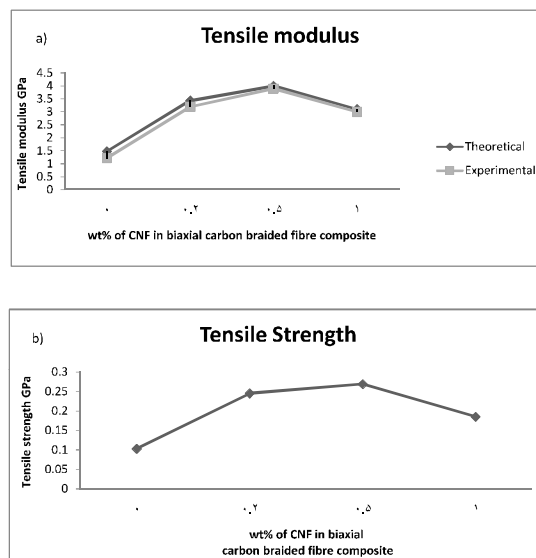 a)
Tensile modulus
Tensile modulus GPa
4.5
4
3.5
3
2.5
2
1.5
1
0.5
0
٠
٠.٢
٠.٥
١
wt% of CNF in biaxial carbon braided fibre composite
Theoretical
Experimental
b)
Tensile Strength
Tensile strength GPa
0.3
0.25
0.2
0.15
0.1
0.05
0
٠
٠.٢
٠.٥
١
wt% of CNF in biaxial
carbon braided fibre composite